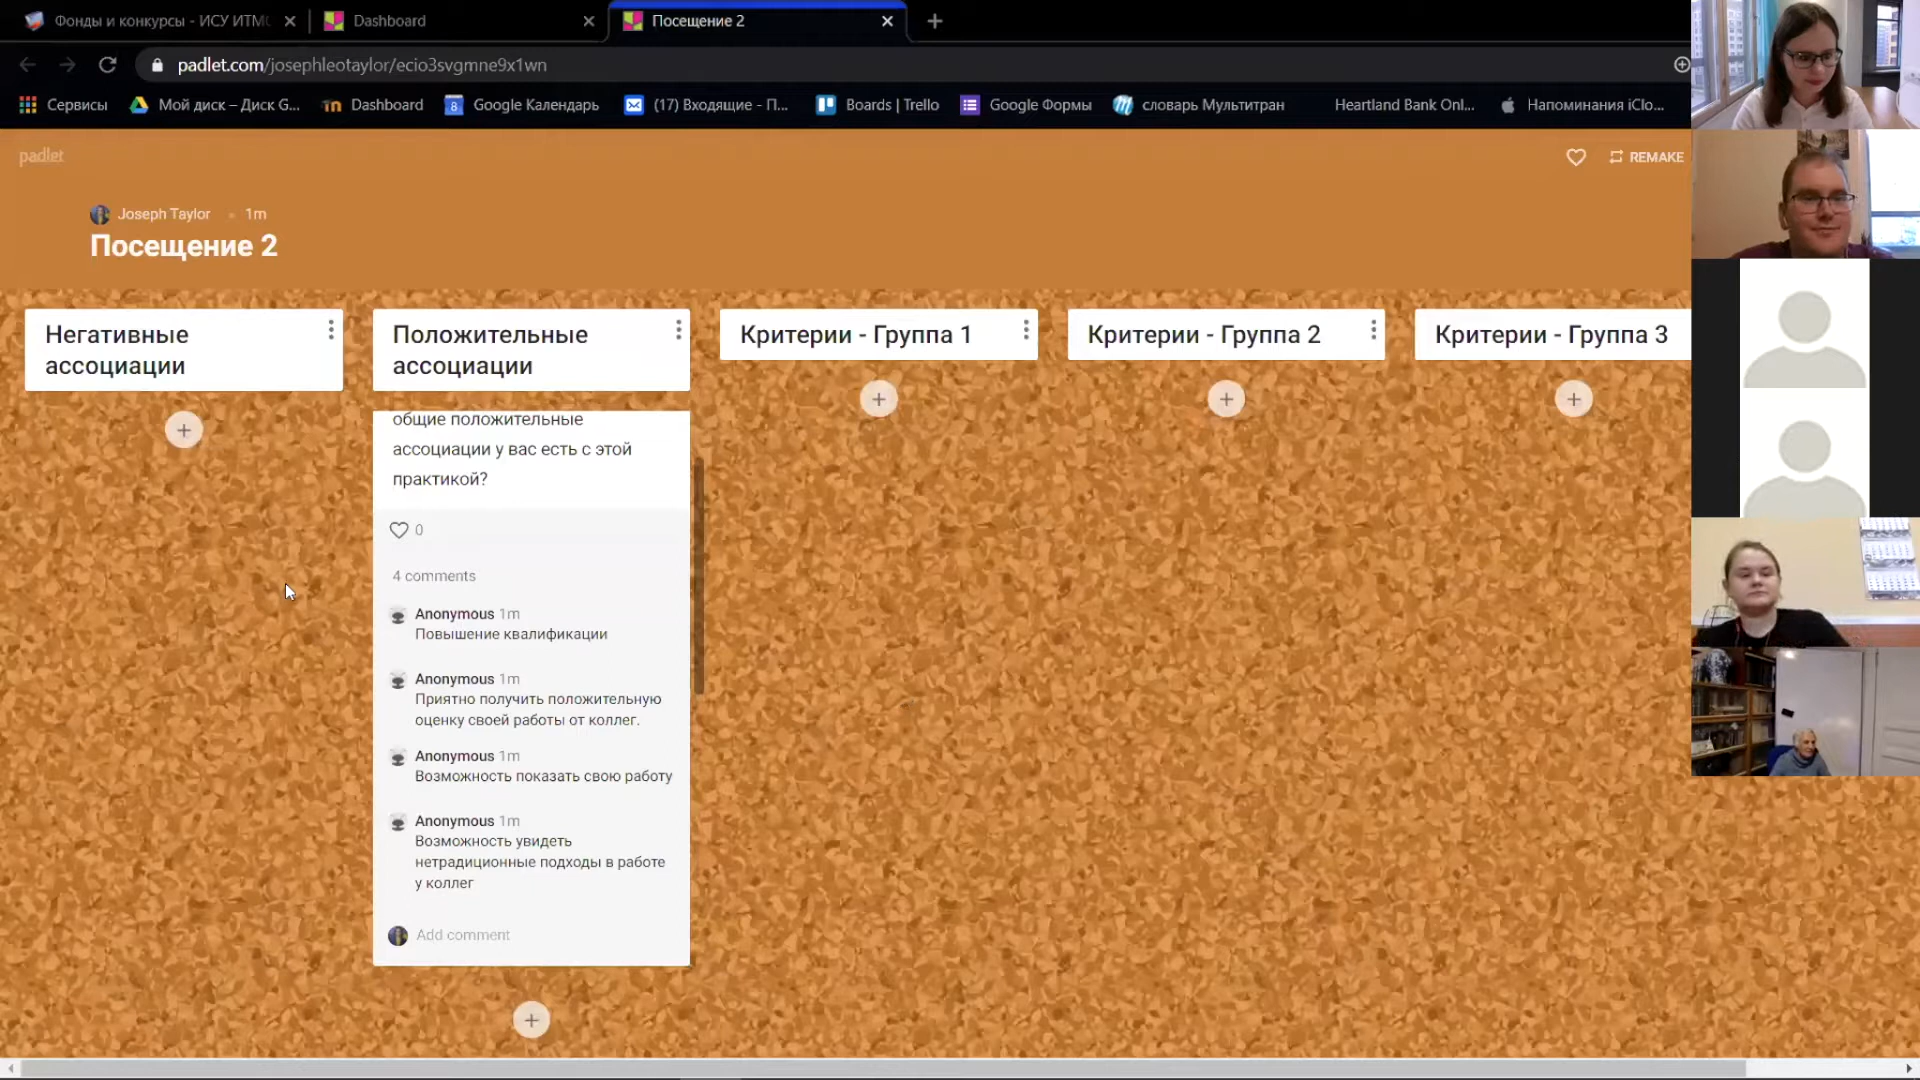 Фонды и конкурсы - ИСУ ИТМ
Dashboard
Посещение 2
padlet.com/josephleotaylor/ecio3svgmne9x1wn
Сервисы
Мой диск – Диск G...
Dashboard
8
Google Календарь
(17) Входящие - П...
Boards | Trello
Google Формы
словарь Мультитран
Heartland Bank Onl...
Напоминания iClo...
padlet
REMAKE
Joseph Taylor • 1m
Посещение 2
Негативные
ассоциации
Положительные
ассоциации
общие положительные
ассоциации у вас есть с этой
практикой?
0
4 comments
Anonymous 1m
Повышение квалификации
Anonymous 1m
Приятно получить положительную
оценку своей работы от коллег.
Anonymous 1m
Возможность показать свою работу
Anonymous 1m
Возможность увидеть
нетрадиционные подходы в работе
у коллег
Add comment
Критерии - Группа 1
Критерии - Группа 2
Критерии - Группа 3